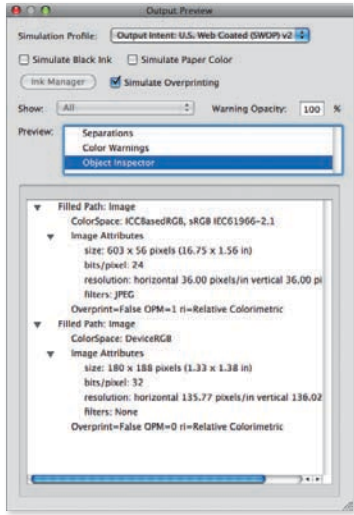 Output Preview
Simulation Profile: Output Intent: U.S. Web Coated (SWOP) v2
Simulate Black Ink Simulate Paper Color
Ink Manager Simulate Overprinting
Show: All Warning Opacity: 100 %
Preview: Separations
Color Warnings
Object Inspector
Filled Path: Image
ColorSpace: ICCBasedRGB, sRGB IEC61966-2.1
Image Attributes
size: 603 x 56 pixels (16.75 x 1.56 in)
bits/pixel: 24
resolution: horizontal 36.00 pixels/in vertical 36.00 pi
filters: JPEG
Overprint=False OPM=1 ri=Relative Colorimetric
Filled Path: Image
ColorSpace: DeviceRGB
Image Attributes
size: 180 x 188 pixels (1.33 x 1.38 in)
bits/pixel: 32
resolution: horizontal 135.77 pixels/in vertical 136.02
filters: None
Overprint=False OPM=0 ri=Relative Colorimetric